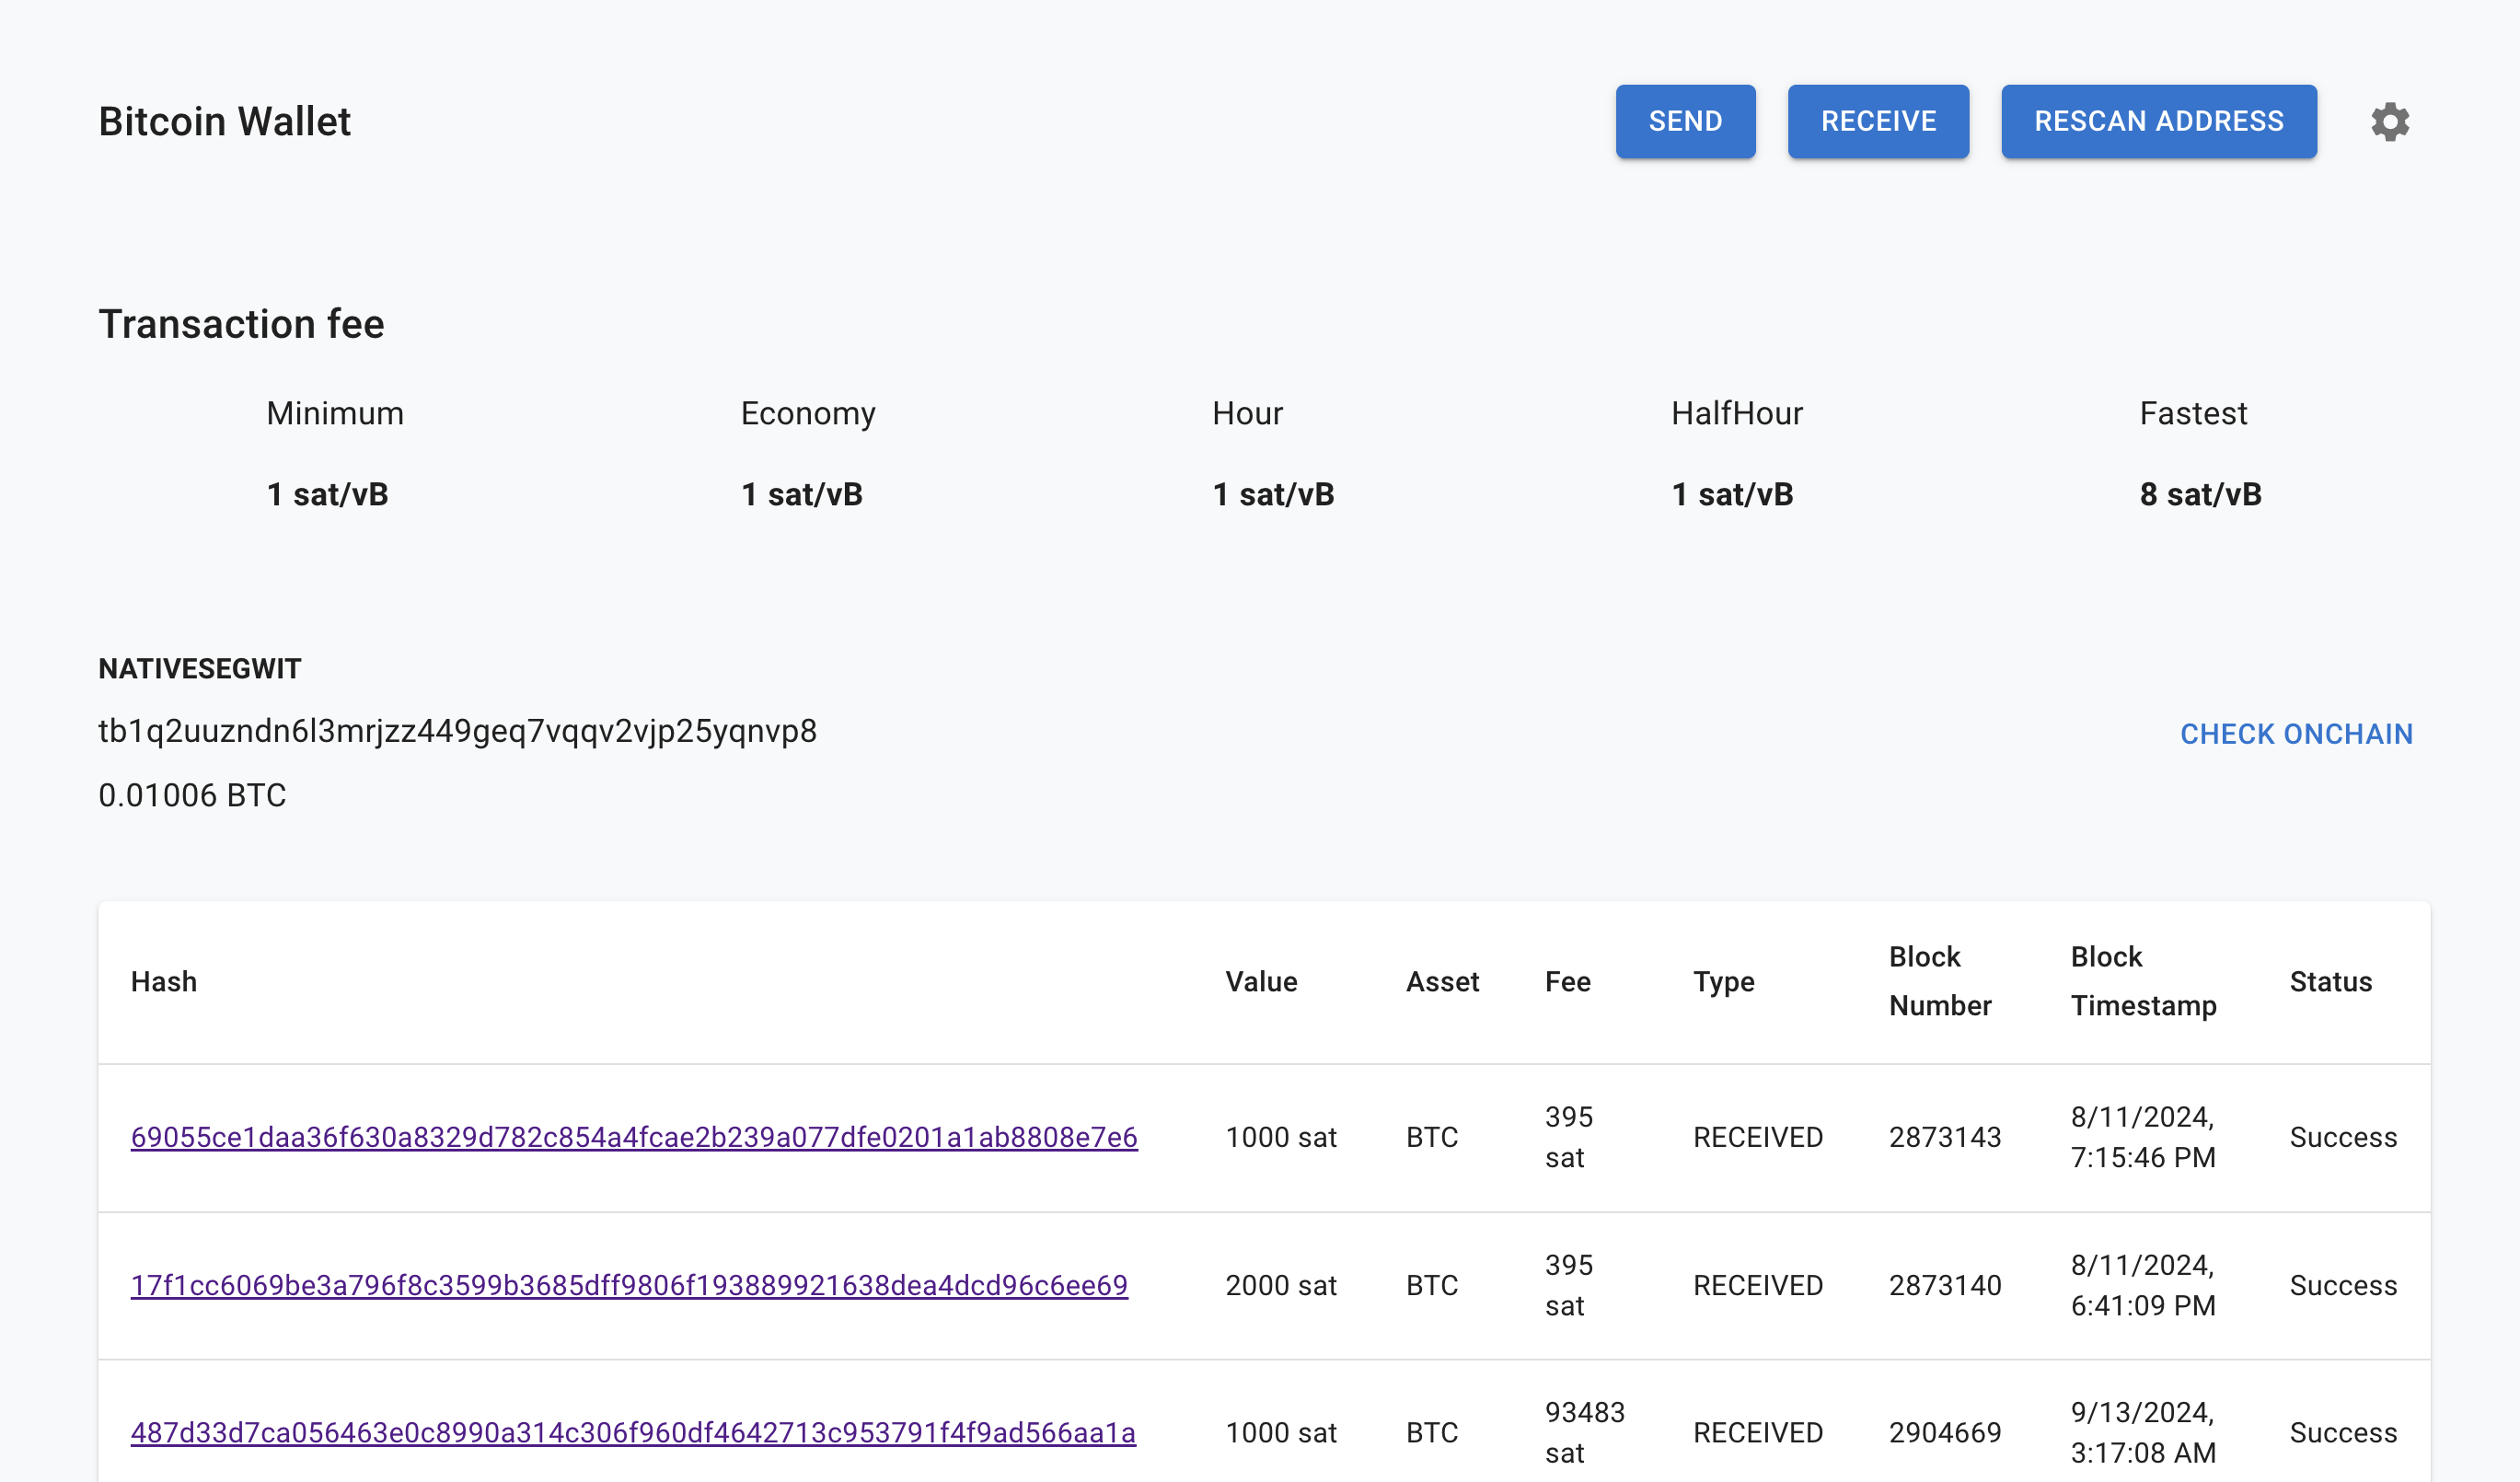 Bitcoin Wallet
SEND
RECEIVE
RESCAN ADDRESS
Transaction fee
Minimum
Economy
Hour
HalfHour
Fastest
1 sat/vB
1 sat/vB
1 sat/vB
1 sat/vB
8 sat/vB
NATIVESEGWIT
tb1q2uuzndn6l3mrjzz449geq7vqqv2vjp25yqnvp8
CHECK ONCHAIN
0.01006 BTC
Hash
Value
Asset
Fee
Type
Block
Number
Block
Timestamp
Status
69055ce1daa36f630a8329d782c854a4fcae2b239a077dfe0201a1ab8808e7e6
1000 sat
BTC
395
sat
RECEIVED
2873143
8/11/2024,
7:15:46 PM
Success
17f1cc6069be3a796f8c3599b3685dff9806f193889921638dea4dcd96c6ee69
2000 sat
BTC
395
sat
RECEIVED
2873140
8/11/2024,
6:41:09 PM
Success
487d33d7ca056463e0c8990a314c306f960df4642713c953791f4f9ad566aa1a
1000 sat
BTC
93483
sat
RECEIVED
2904669
9/13/2024,
3:17:08 AM
Success